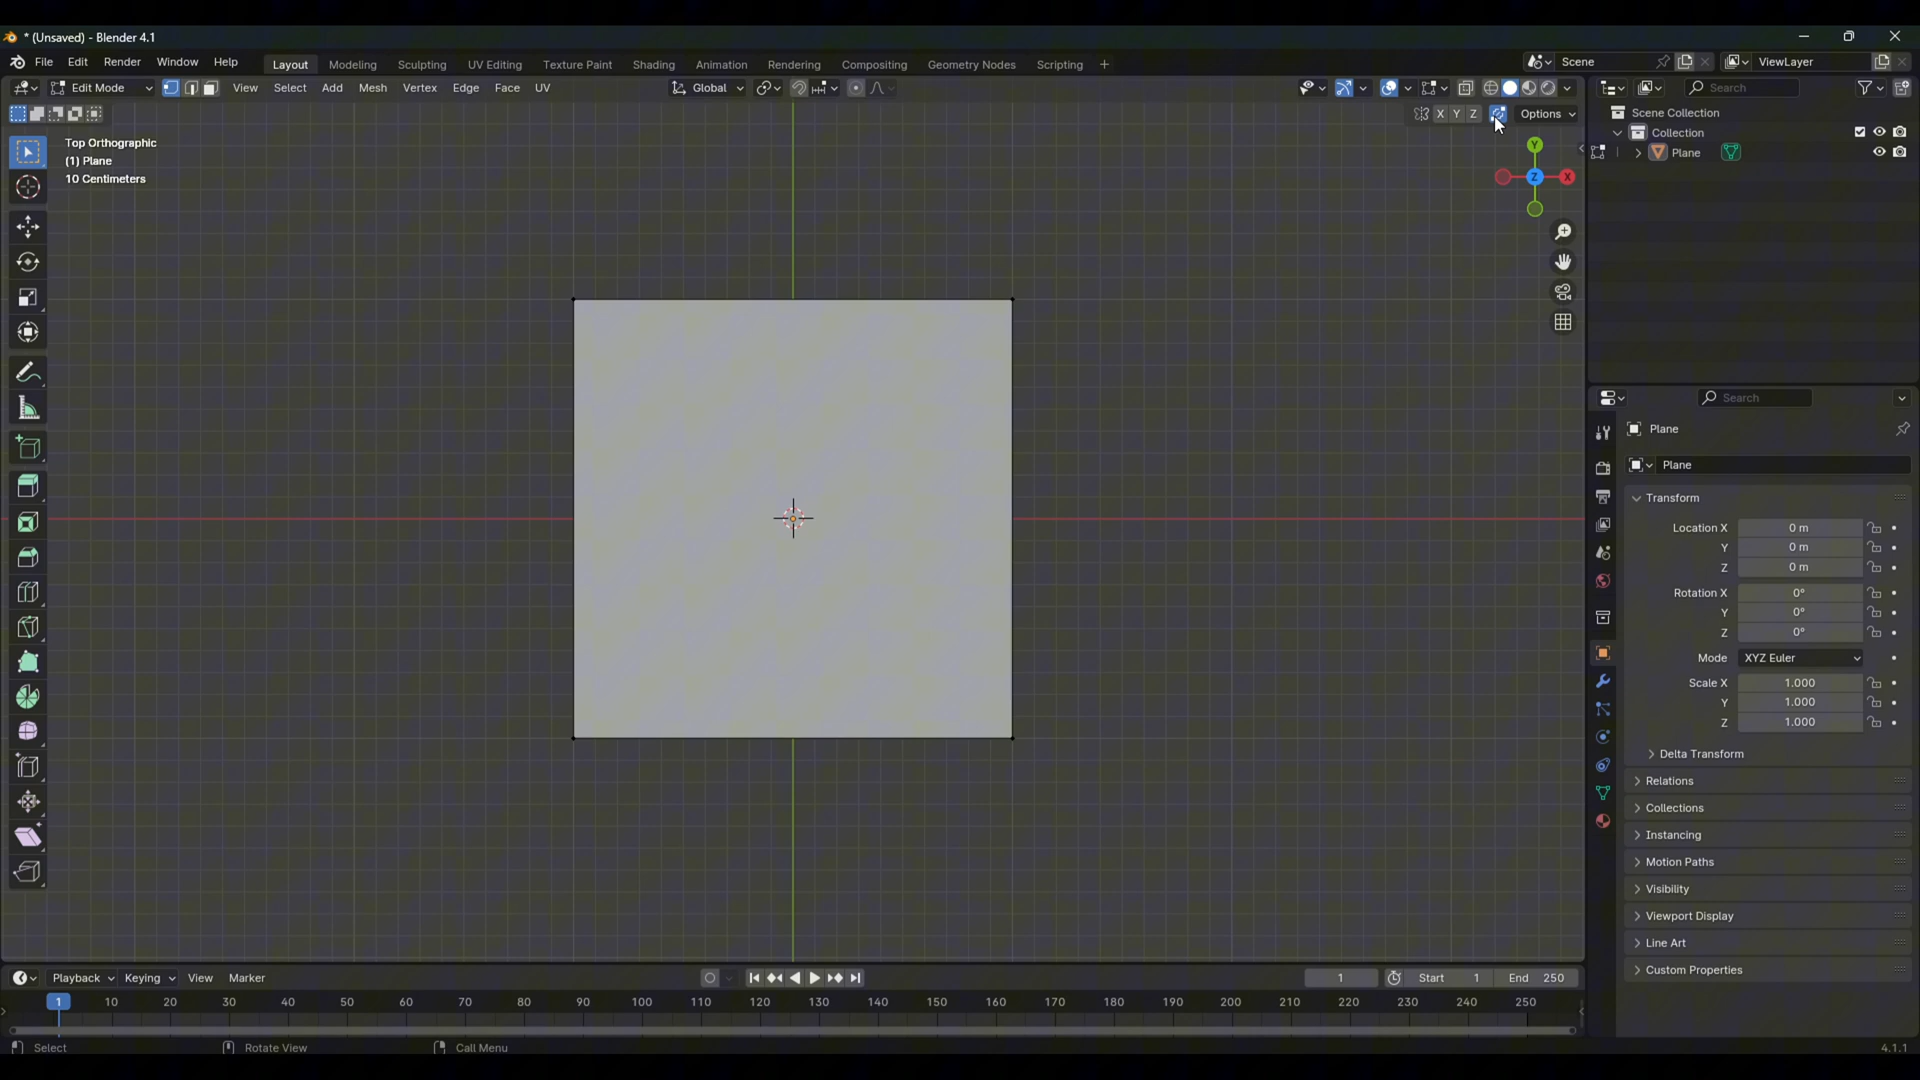 * (Unsaved) - Blender 4.1
File Edit Render Window Help Layout Modeling Sculpting UV Editing Texture Paint Shading Animation Rendering Compositing Geometry Nodes Scripting + Scene ViewLayer
Edit Mode View Select Add Mesh Vertex Edge Face UV Global Search
X Y Z Options
Scene Collection
Collection
Plane
Top Orthographic
(1) Plane
10 Centimeters
Y
Z X
Search
Plane
Plane
Transform
Location X 0 m
Y 0 m
Z 0 m
Rotation X 0°
Y 0°
Z 0°
Mode XYZ Euler
Scale X 1.000
Y 1.000
Z 1.000
Delta Transform
Relations
Collections
Instancing
Motion Paths
Visibility
Viewport Display
Line Art
Custom Properties
Playback Keying View Marker 1 Start 1 End 250
1 10 20 30 40 50 60 70 80 90 100 110 120 130 140 150 160 170 180 190 200 210 220 230 240 250
Select Rotate View Call Menu 4.1.1